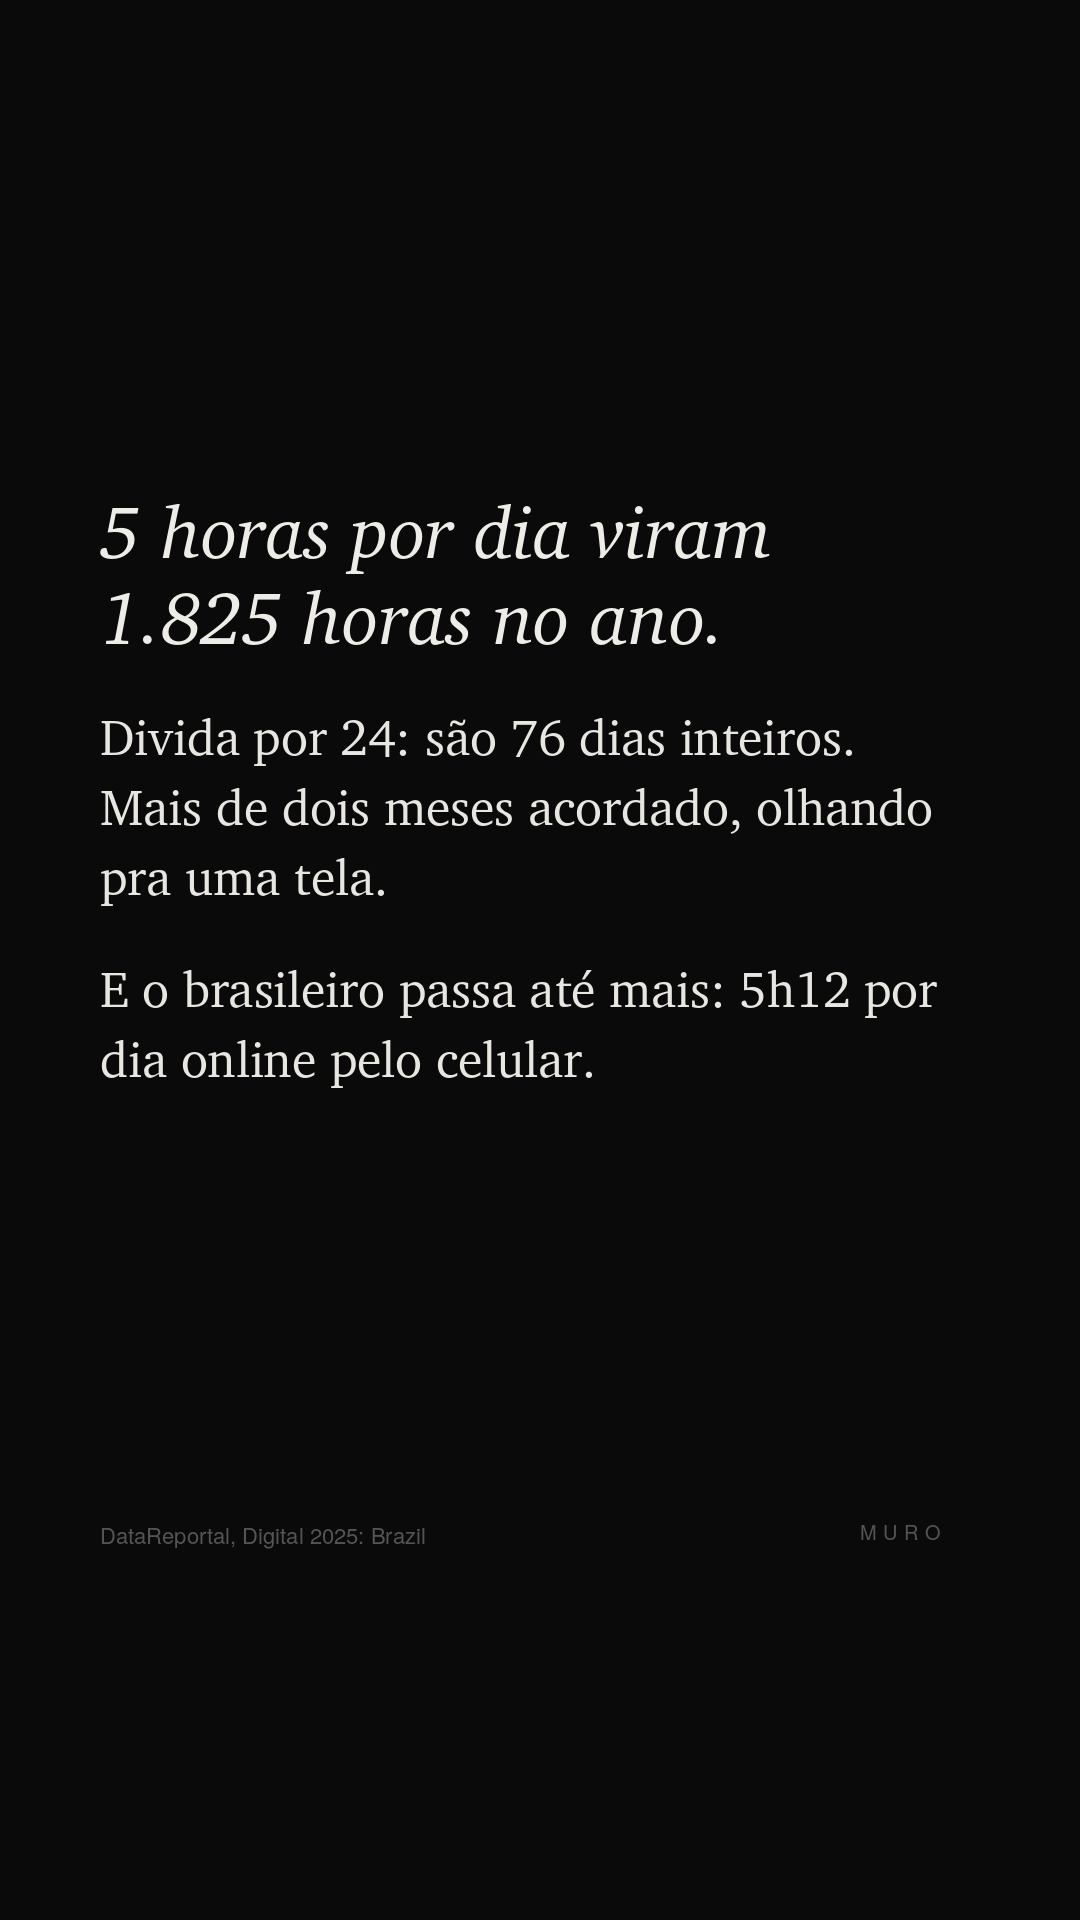 5 horas por dia viram
1.825 horas no ano.
Divida por 24: são 76 dias inteiros.
Mais de dois meses acordado, olhando
pra uma tela.
E o brasileiro passa até mais: 5h12 por
dia online pelo celular.
DataReportal, Digital 2025: Brazil
MURO